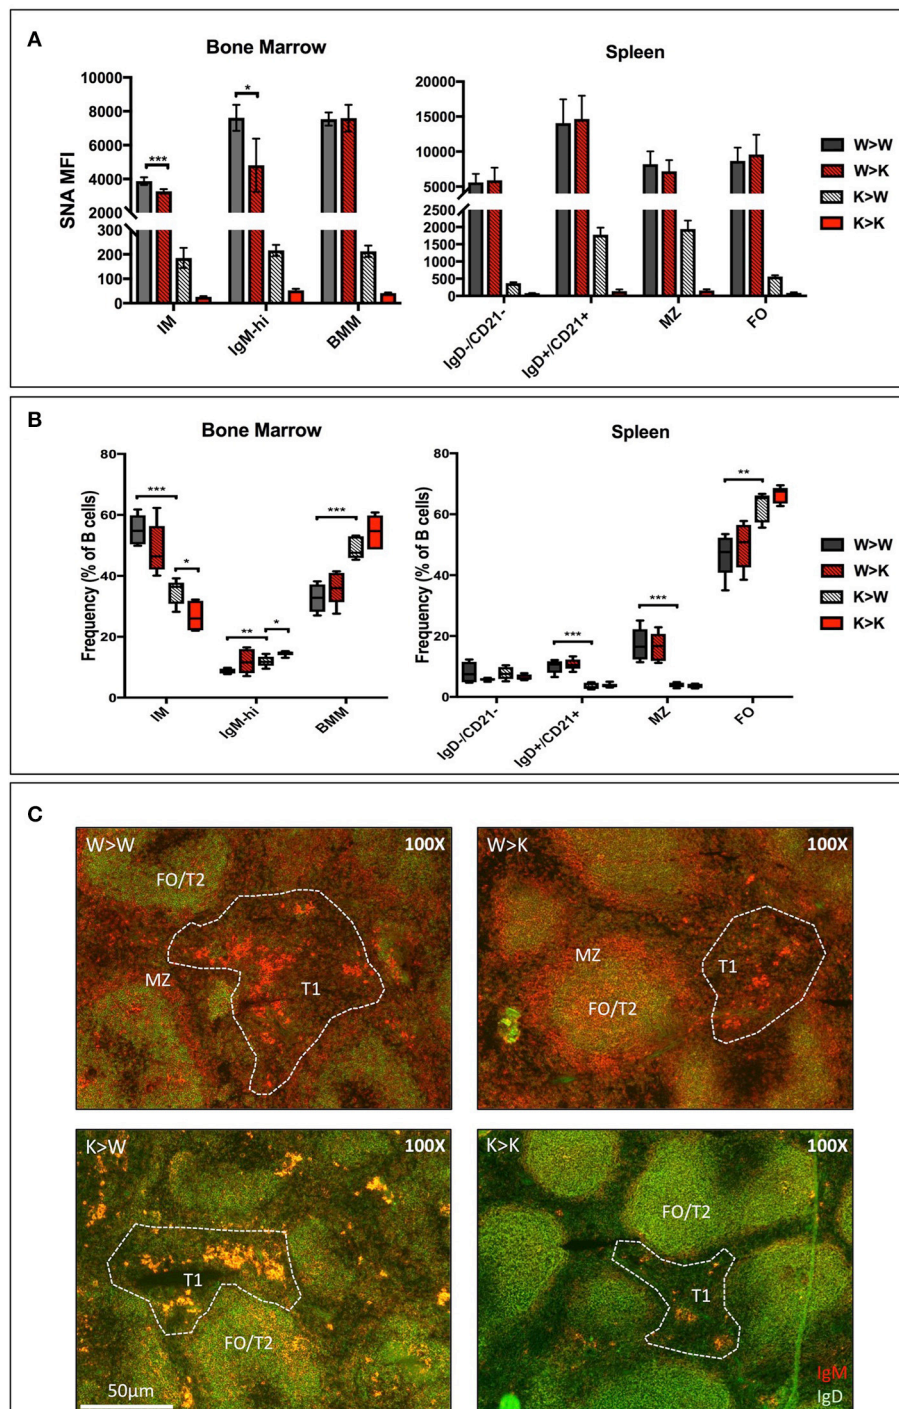 A
Bone Marrow
Spleen
SNA MFI
10000
8000
6000
4000
2000
300
200
100
0
***
*
IM
IgM-hi
BMM
20000
15000
10000
5000
2500
2000
1500
1000
500
0
IgD-/CD21-
IgD+/CD21+
MZ
FO
W>W
W>K
K>W
K>K
B
Bone Marrow
Spleen
Frequency (% of B cells)
80
60
40
20
0
***
*
**
*
***
IM
IgM-hi
BMM
Frequency (% of B cells)
80
60
40
20
0
***
***
**
IgD-/CD21-
IgD+/CD21+
MZ
FO
W>W
W>K
K>W
K>K
C
W>W
100X
FO/T2
MZ
T1
W>K
100X
MZ
T1
FO/T2
K>W
100X
T1
FO/T2
50μm
K>K
100X
FO/T2
T1
IgM
IgD